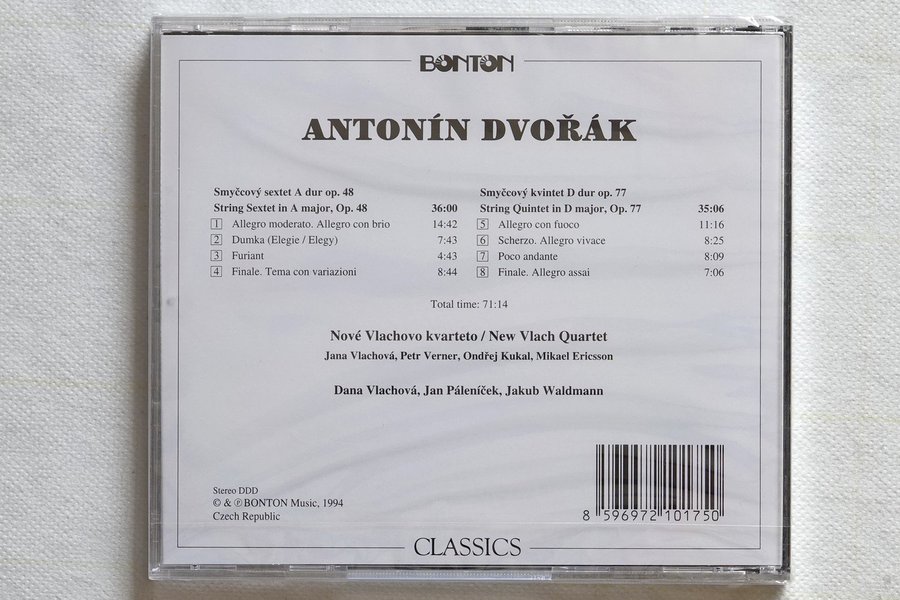 BONTON
ANTONÍN DVOŘÁK
Smyčcový sextet A dur op. 48
String Sextet in A major, Op. 48 36:00
1 Allegro moderato. Allegro con brio 14:42
2 Dumka (Elegie / Elegy) 7:43
3 Furiant 4:43
4 Finale. Tema con variazioni 8:44
Smyčcový kvintet D dur op. 77
String Quintet in D major, Op. 77 35:06
5 Allegro con fuoco 11:16
6 Scherzo. Allegro vivace 8:25
7 Poco andante 8:09
8 Finale. Allegro assai 7:06
Total time: 71:14
Nové Vlachovo kvarteto / New Vlach Quartet
Jana Vlachová, Petr Verner, Ondřej Kukal, Mikael Ericsson
Dana Vlachová, Jan Páleníček, Jakub Waldmann
Stereo DDD
© & ℗ BONTON Music, 1994
Czech Republic
8 596972 101750
CLASSICS